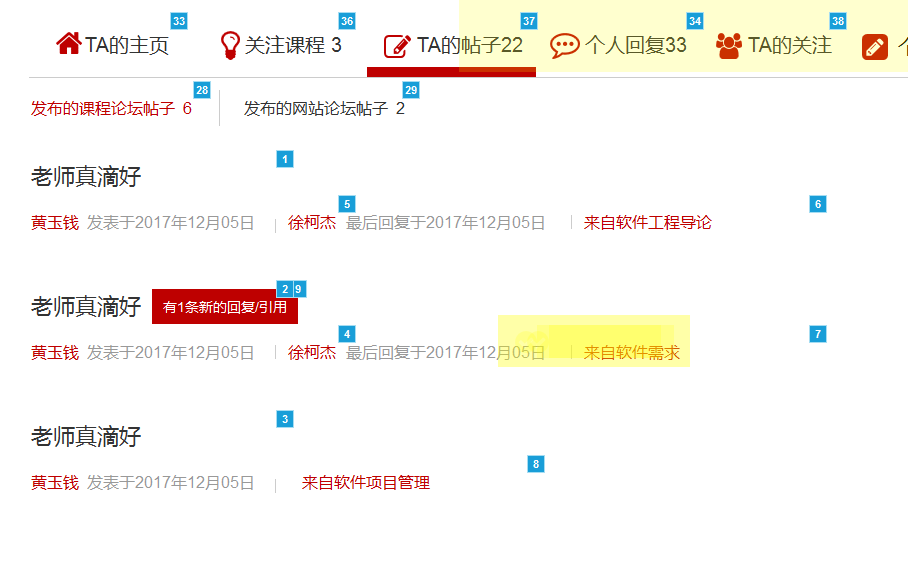 33 36 37 34 38
TA的主页 关注课程 3 TA的帖子22 个人回复33 TA的关注
28 29
发布的课程论坛帖子 6 发布的网站论坛帖子 2
1
老师真滴好
5 6
黄玉钱 发表于2017年12月05日 徐柯杰 最后回复于2017年12月05日 来自软件工程导论
2 9
老师真滴好 有1条新的回复/引用
4 7
黄玉钱 发表于2017年12月05日 徐柯杰 最后回复于2017年12月05日 来自软件需求
3
老师真滴好
8
黄玉钱 发表于2017年12月05日 来自软件项目管理